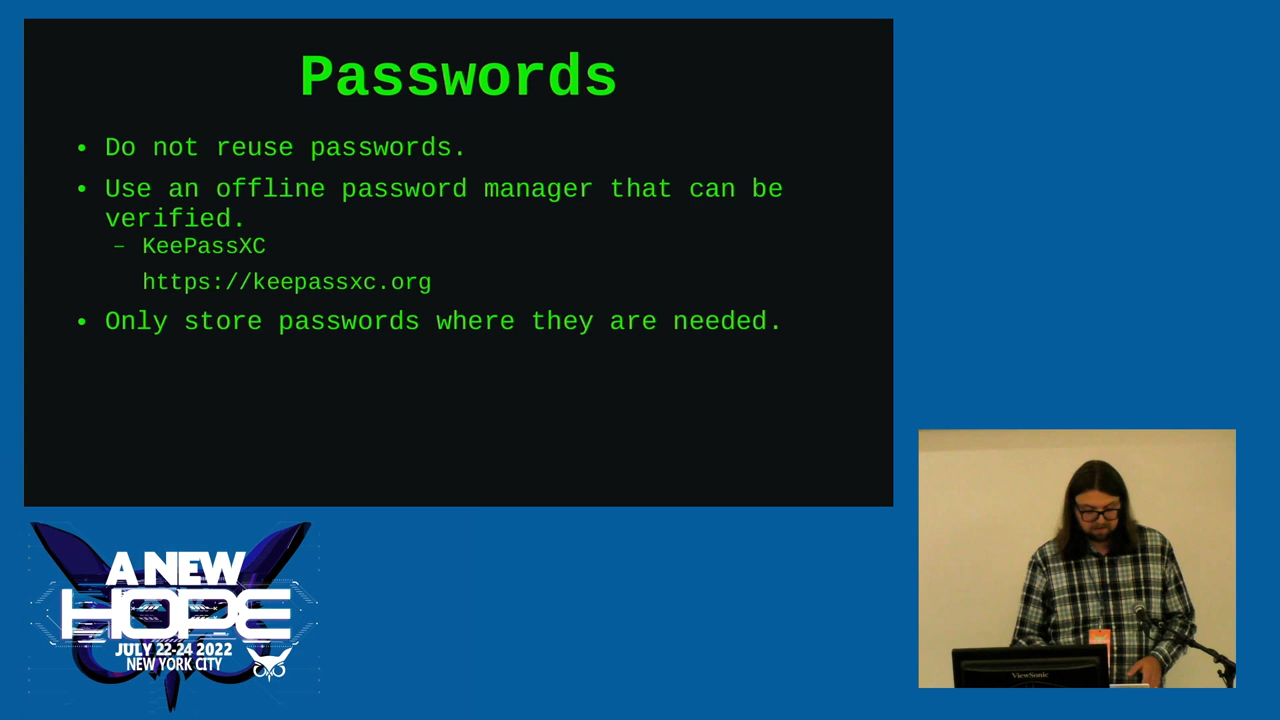 Passwords
• Do not reuse passwords.
• Use an offline password manager that can be
verified.
– KeePassXC
https://keepassxc.org
• Only store passwords where they are needed.
A NEW
HOPE
JULY 22-24 2022
NEW YORK CITY
ViewSonic